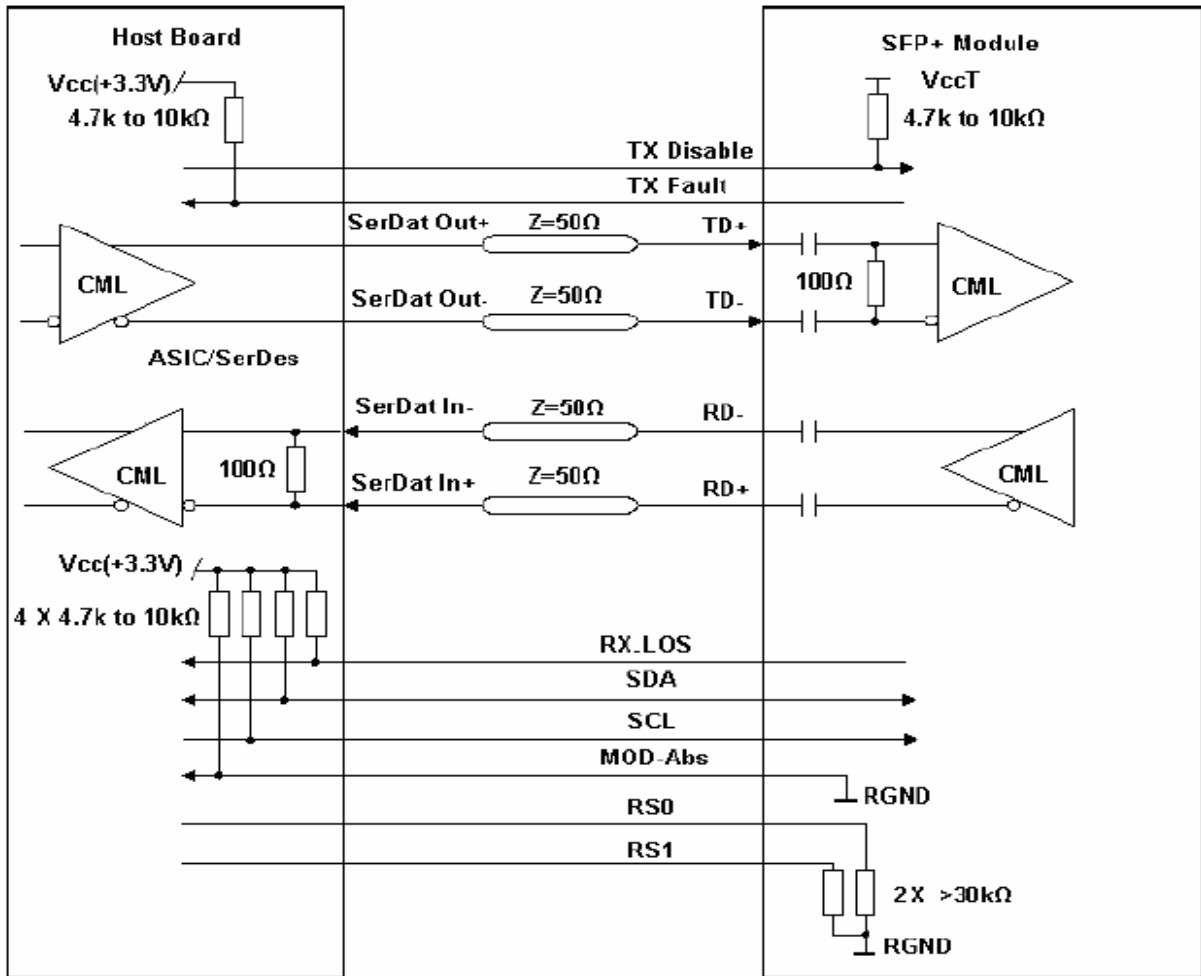 Host Board
SFP+ Module
Vcc(+3.3V)
4.7k to 10kΩ
VccT
4.7k to 10kΩ
TX Disable
TX Fault
SerDat Out+
Z=50Ω
TD+
CML
100Ω
CML
SerDat Out-
Z=50Ω
TD-
ASIC/SerDes
SerDat In-
Z=50Ω
RD-
CML
100Ω
SerDat In+
Z=50Ω
RD+
Vcc(+3.3V)
4 X 4.7k to 10kΩ
RX_LOS
SDA
SCL
MOD-Abs
RGND
RS0
RS1
2X >30kΩ
RGND